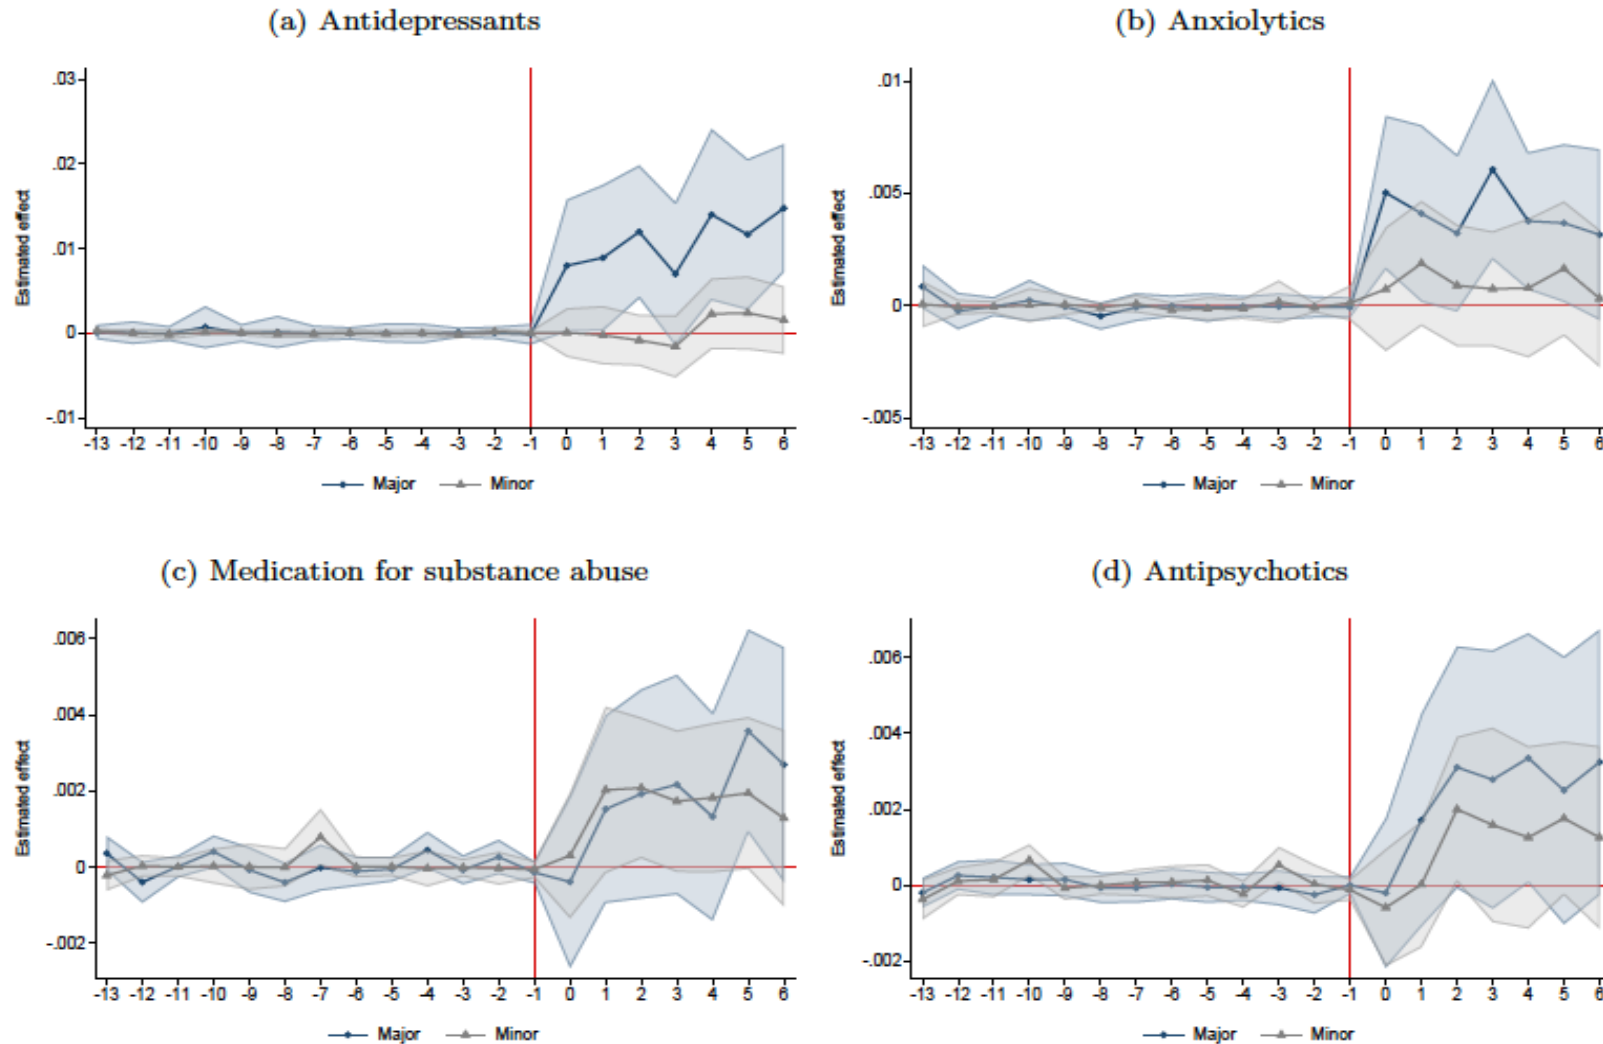 (a) Antidepressants
.03
.02
.01
0
-.01
Estimated effect
-13 -12 -11 -10 -9 -8 -7 -6 -5 -4 -3 -2 -1 0 1 2 3 4 5 6
Major Minor
(b) Anxiolytics
.01
.005
0
-.005
Estimated effect
-13 -12 -11 -10 -9 -8 -7 -6 -5 -4 -3 -2 -1 0 1 2 3 4 5 6
Major Minor
(c) Medication for substance abuse
.006
.004
.002
0
-.002
Estimated effect
-13 -12 -11 -10 -9 -8 -7 -6 -5 -4 -3 -2 -1 0 1 2 3 4 5 6
Major Minor
(d) Antipsychotics
.006
.004
.002
0
-.002
Estimated effect
-13 -12 -11 -10 -9 -8 -7 -6 -5 -4 -3 -2 -1 0 1 2 3 4 5 6
Major Minor